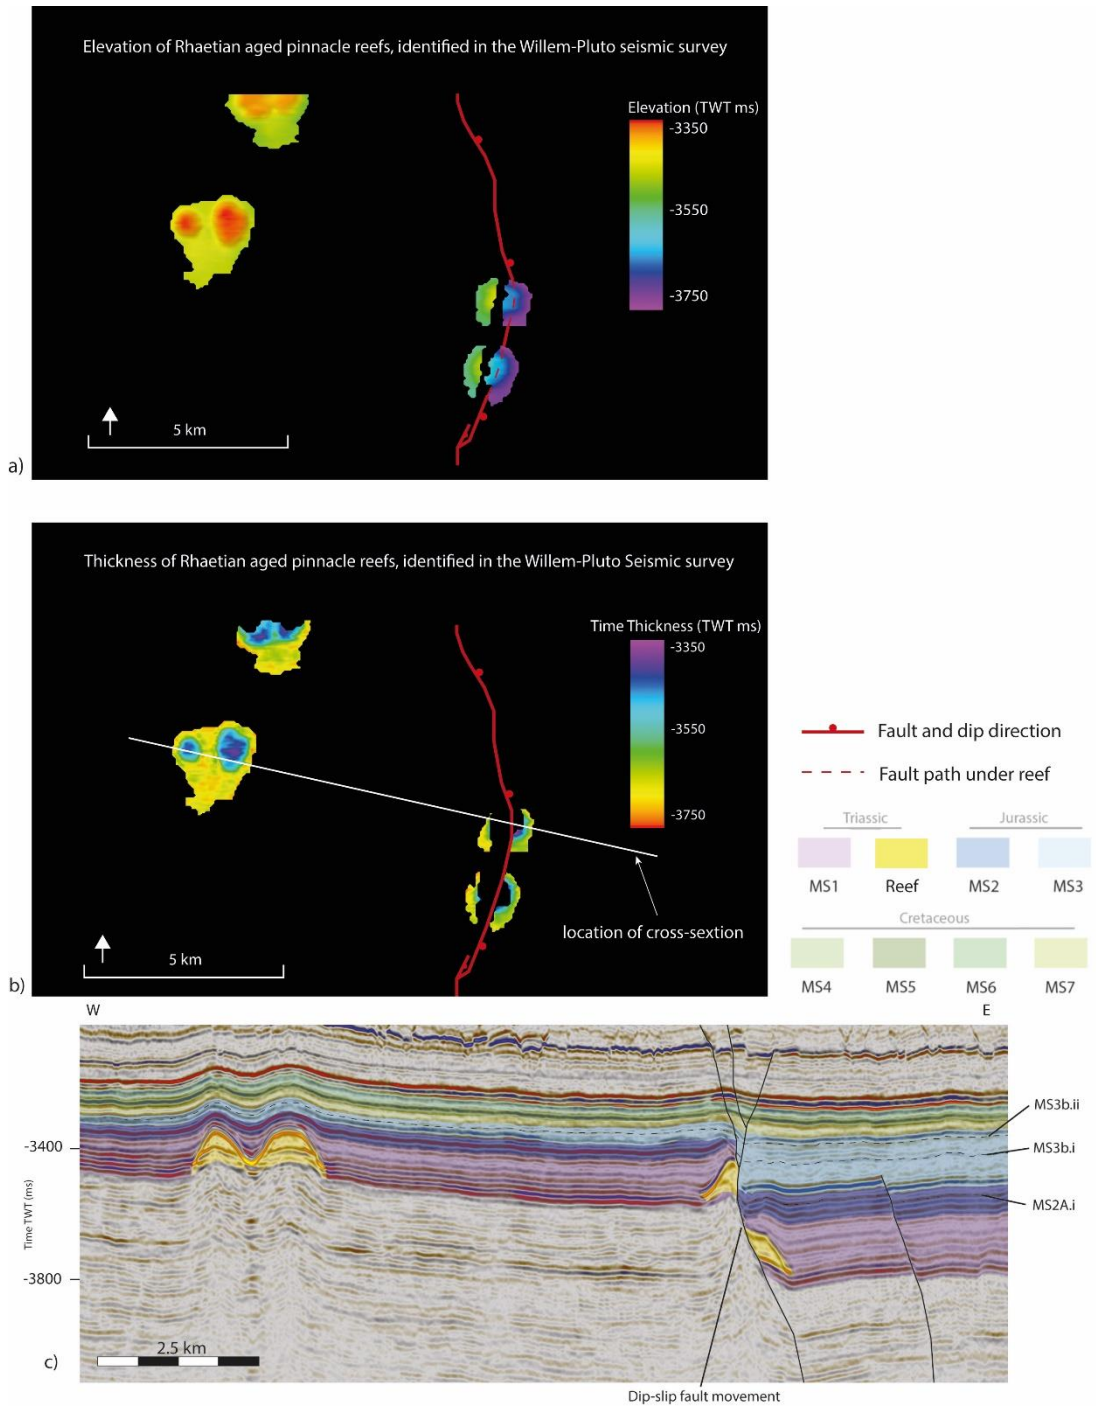 Elevation of Rhaetian aged pinnacle reefs, identified in the Willem-Pluto seismic survey
Elevation (TWT ms)
-3350
-3550
-3750
5 km
a)
Thickness of Rhaetian aged pinnacle reefs, identified in the Willem-Pluto Seismic survey
Time Thickness (TWT ms)
-3350
-3550
-3750
location of cross-sextion
5 km
b)
Fault and dip direction
Fault path under reef
Triassic
Jurassic
MS1
Reef
MS2
MS3
Cretaceous
MS4
MS5
MS6
MS7
W
E
-3400
Time TWT (ms)
-3800
MS3b.ii
MS3b.i
MS2A.i
2.5 km
c)
Dip-slip fault movement